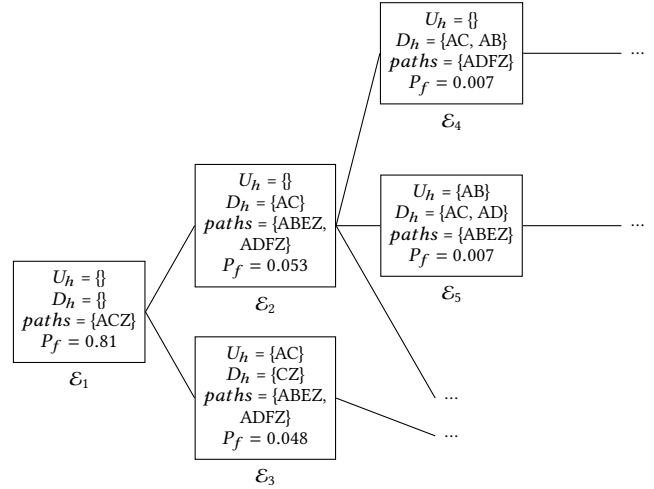 U_h = {}
D_h = {AC, AB}
paths = {ADFZ}
P_f = 0.007
ℰ_4
...
U_h = {}
D_h = {AC}
paths = {ABEZ,
ADFZ}
P_f = 0.053
ℰ_2
U_h = {AB}
D_h = {AC, AD}
paths = {ABEZ}
P_f = 0.007
ℰ_5
...
U_h = {}
D_h = {}
paths = {ACZ}
P_f = 0.81
ℰ_1
U_h = {AC}
D_h = {CZ}
paths = {ABEZ,
ADFZ}
P_f = 0.048
ℰ_3
...
...